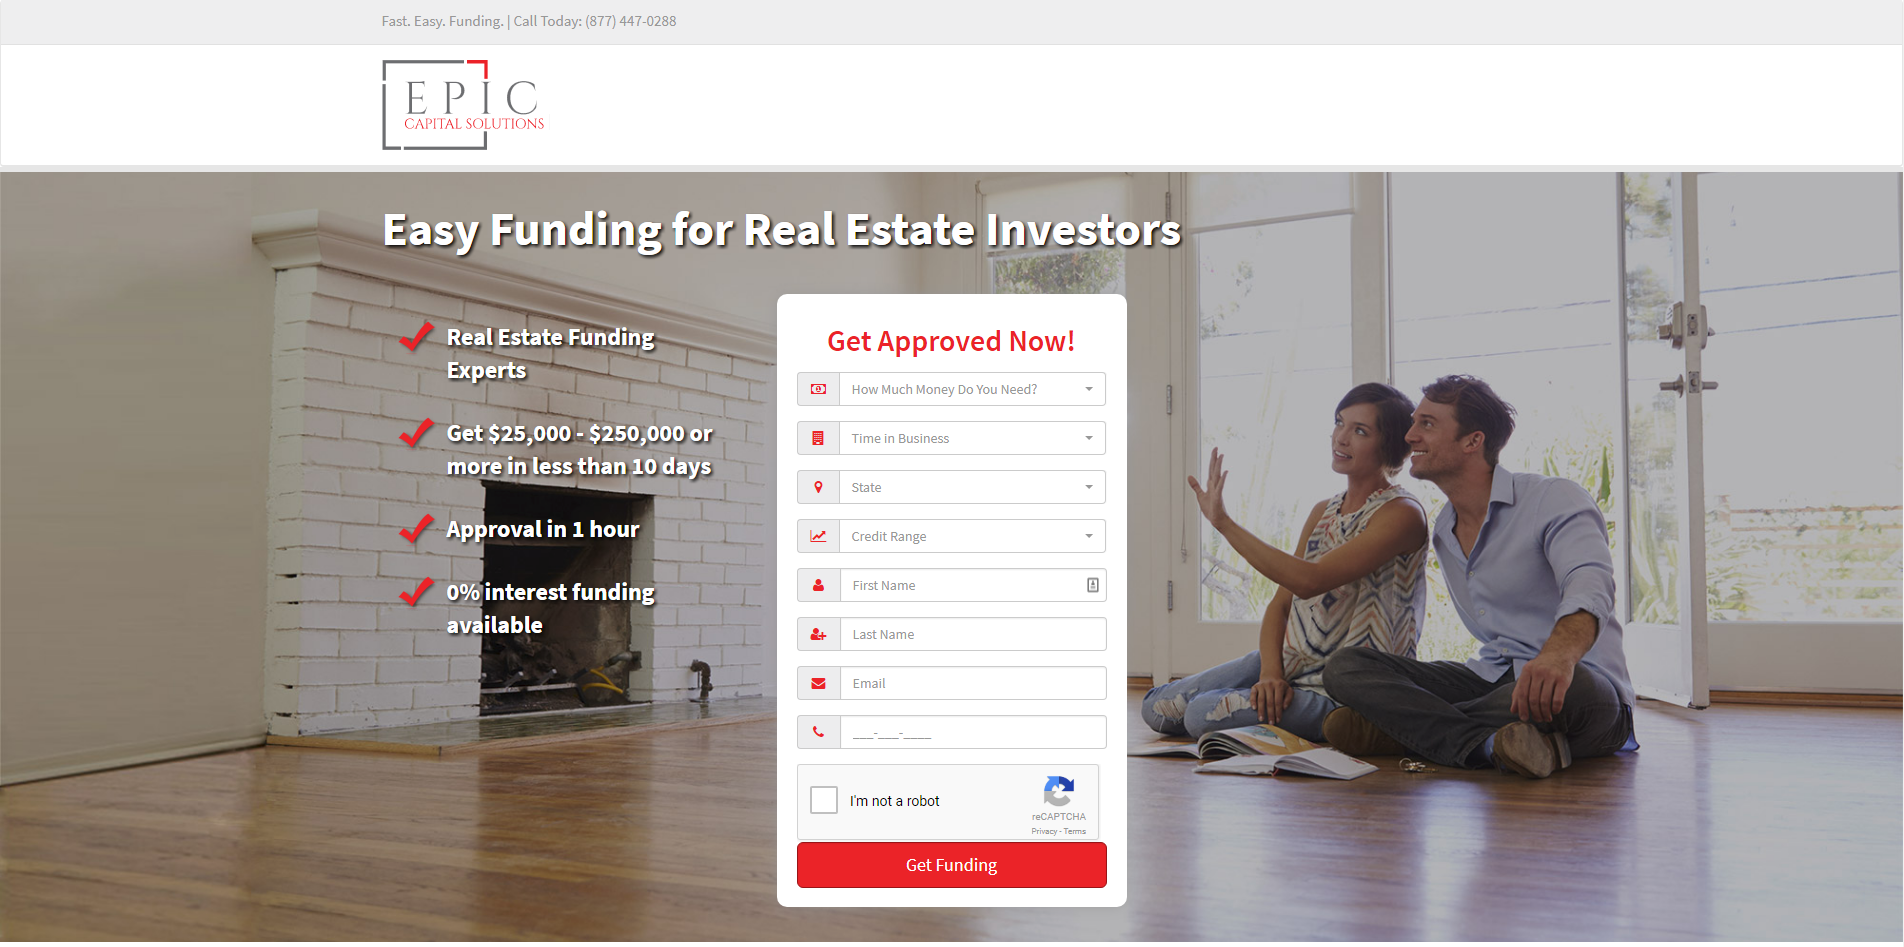 Fast. Easy. Funding. | Call Today: (877) 447-0288
EPIC
CAPITAL SOLUTIONS
Easy Funding for Real Estate Investors
Real Estate Funding
Experts
Get $25,000 - $250,000 or
more in less than 10 days
Approval in 1 hour
0% interest funding
available
Get Approved Now!
How Much Money Do You Need?
Time in Business
State
Credit Range
First Name
Last Name
Email
___-___-____
I'm not a robot
reCAPTCHA
Privacy - Terms
Get Funding